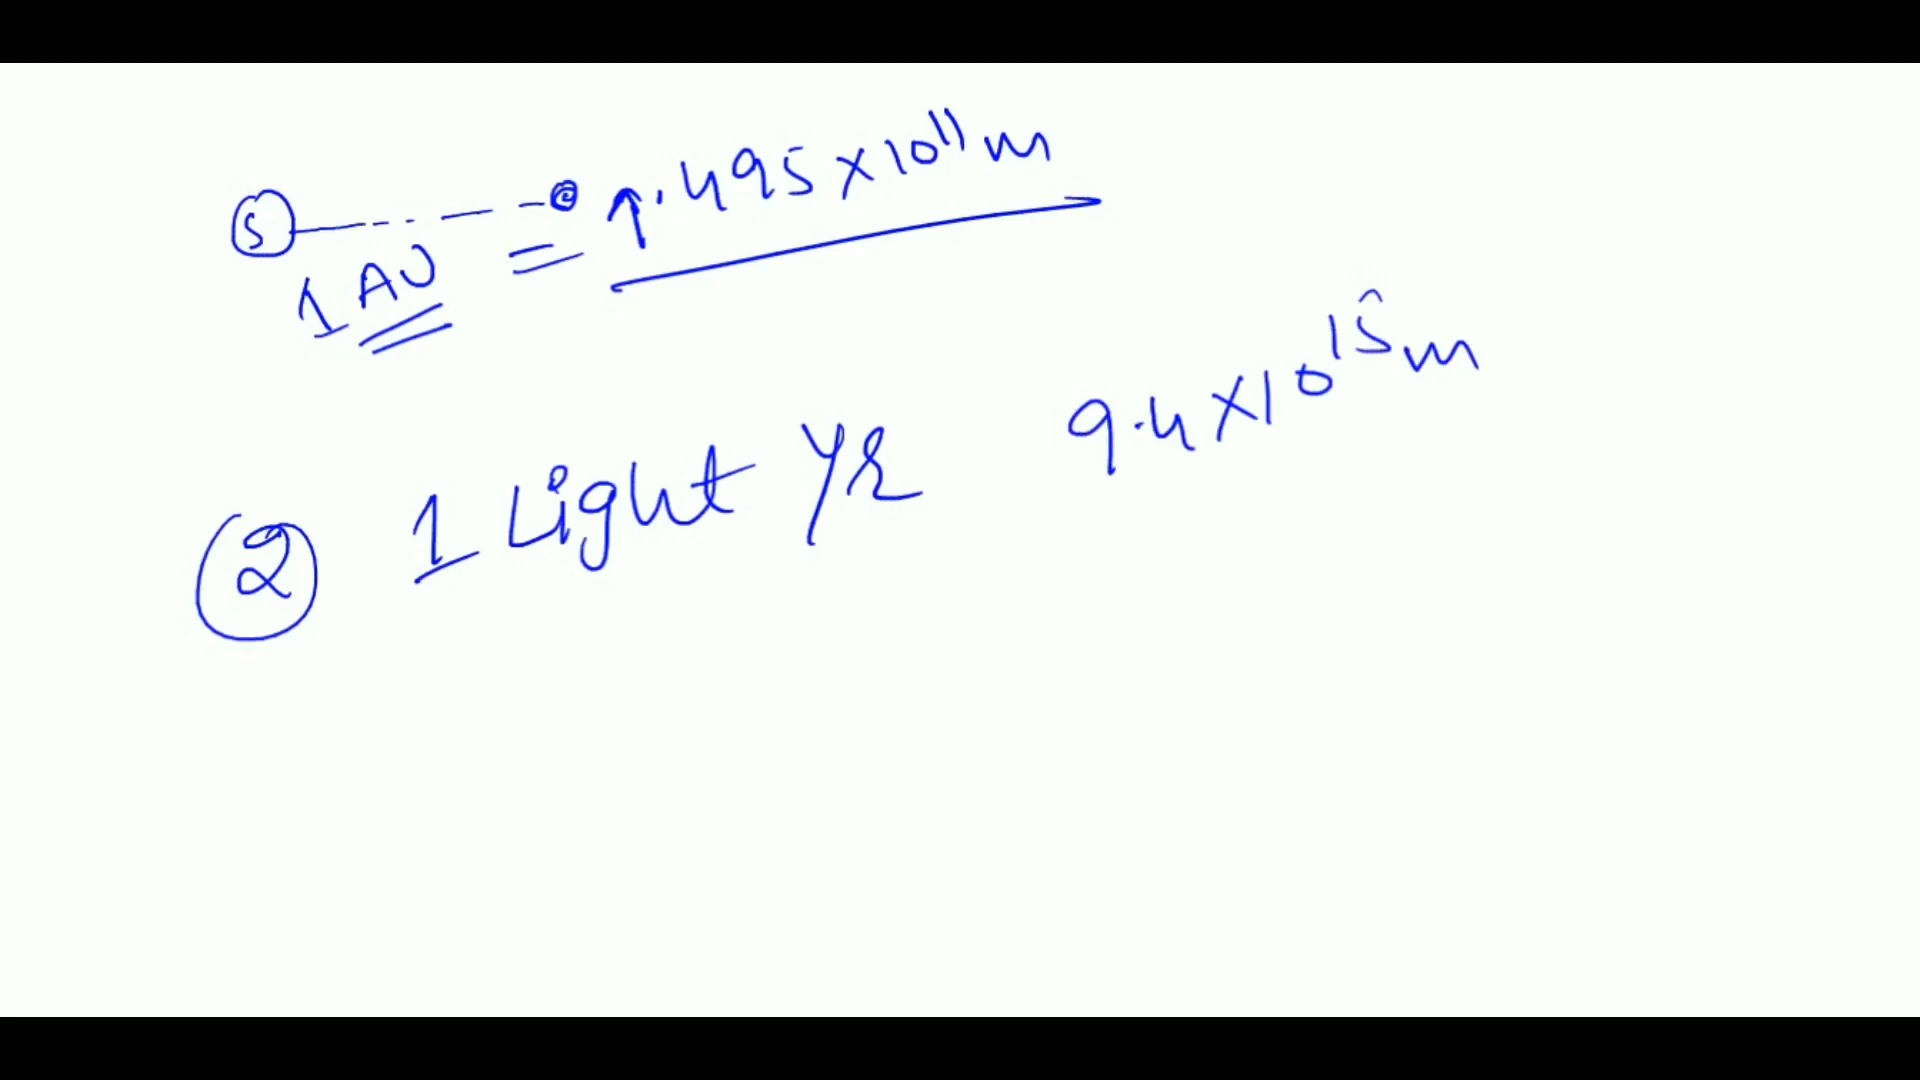 S e 1.495 x 10¹¹ m
1 AU =
② 1 Light Yr 9.4 x 10¹⁵ m